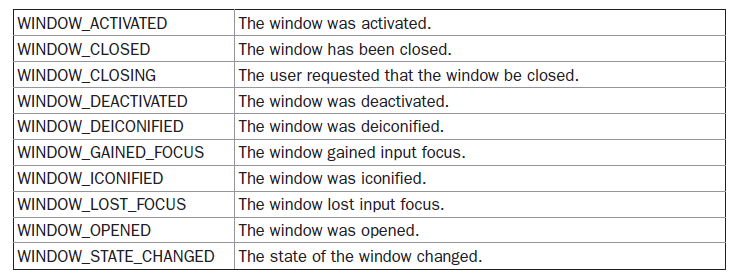 WINDOW_ACTIVATED The window was activated.
WINDOW_CLOSED The window has been closed.
WINDOW_CLOSING The user requested that the window be closed.
WINDOW_DEACTIVATED The window was deactivated.
WINDOW_DEICONIFIED The window was deiconified.
WINDOW_GAINED_FOCUS The window gained input focus.
WINDOW_ICONIFIED The window was iconified.
WINDOW_LOST_FOCUS The window lost input focus.
WINDOW_OPENED The window was opened.
WINDOW_STATE_CHANGED The state of the window changed.